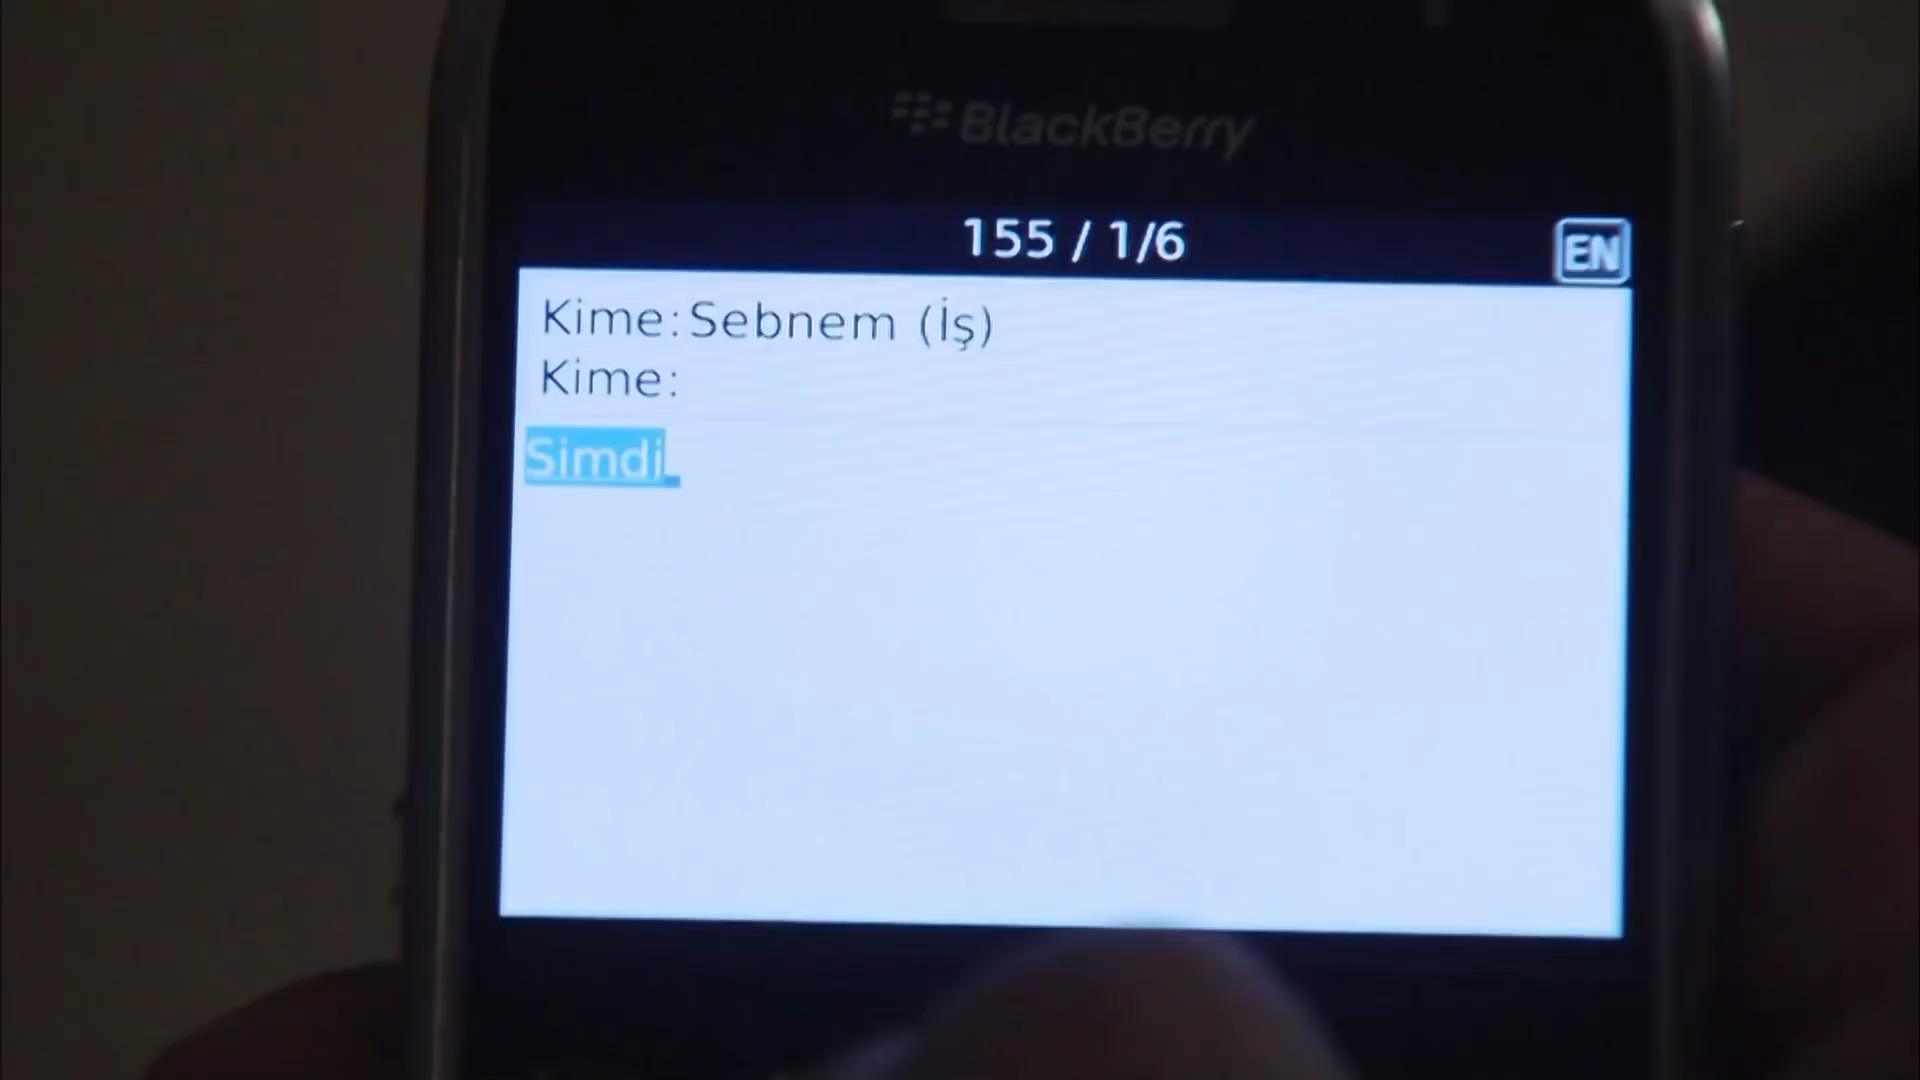 BlackBerry
155 / 1/6
EN
Kime: Sebnem (İş)
Kime:
Simdi